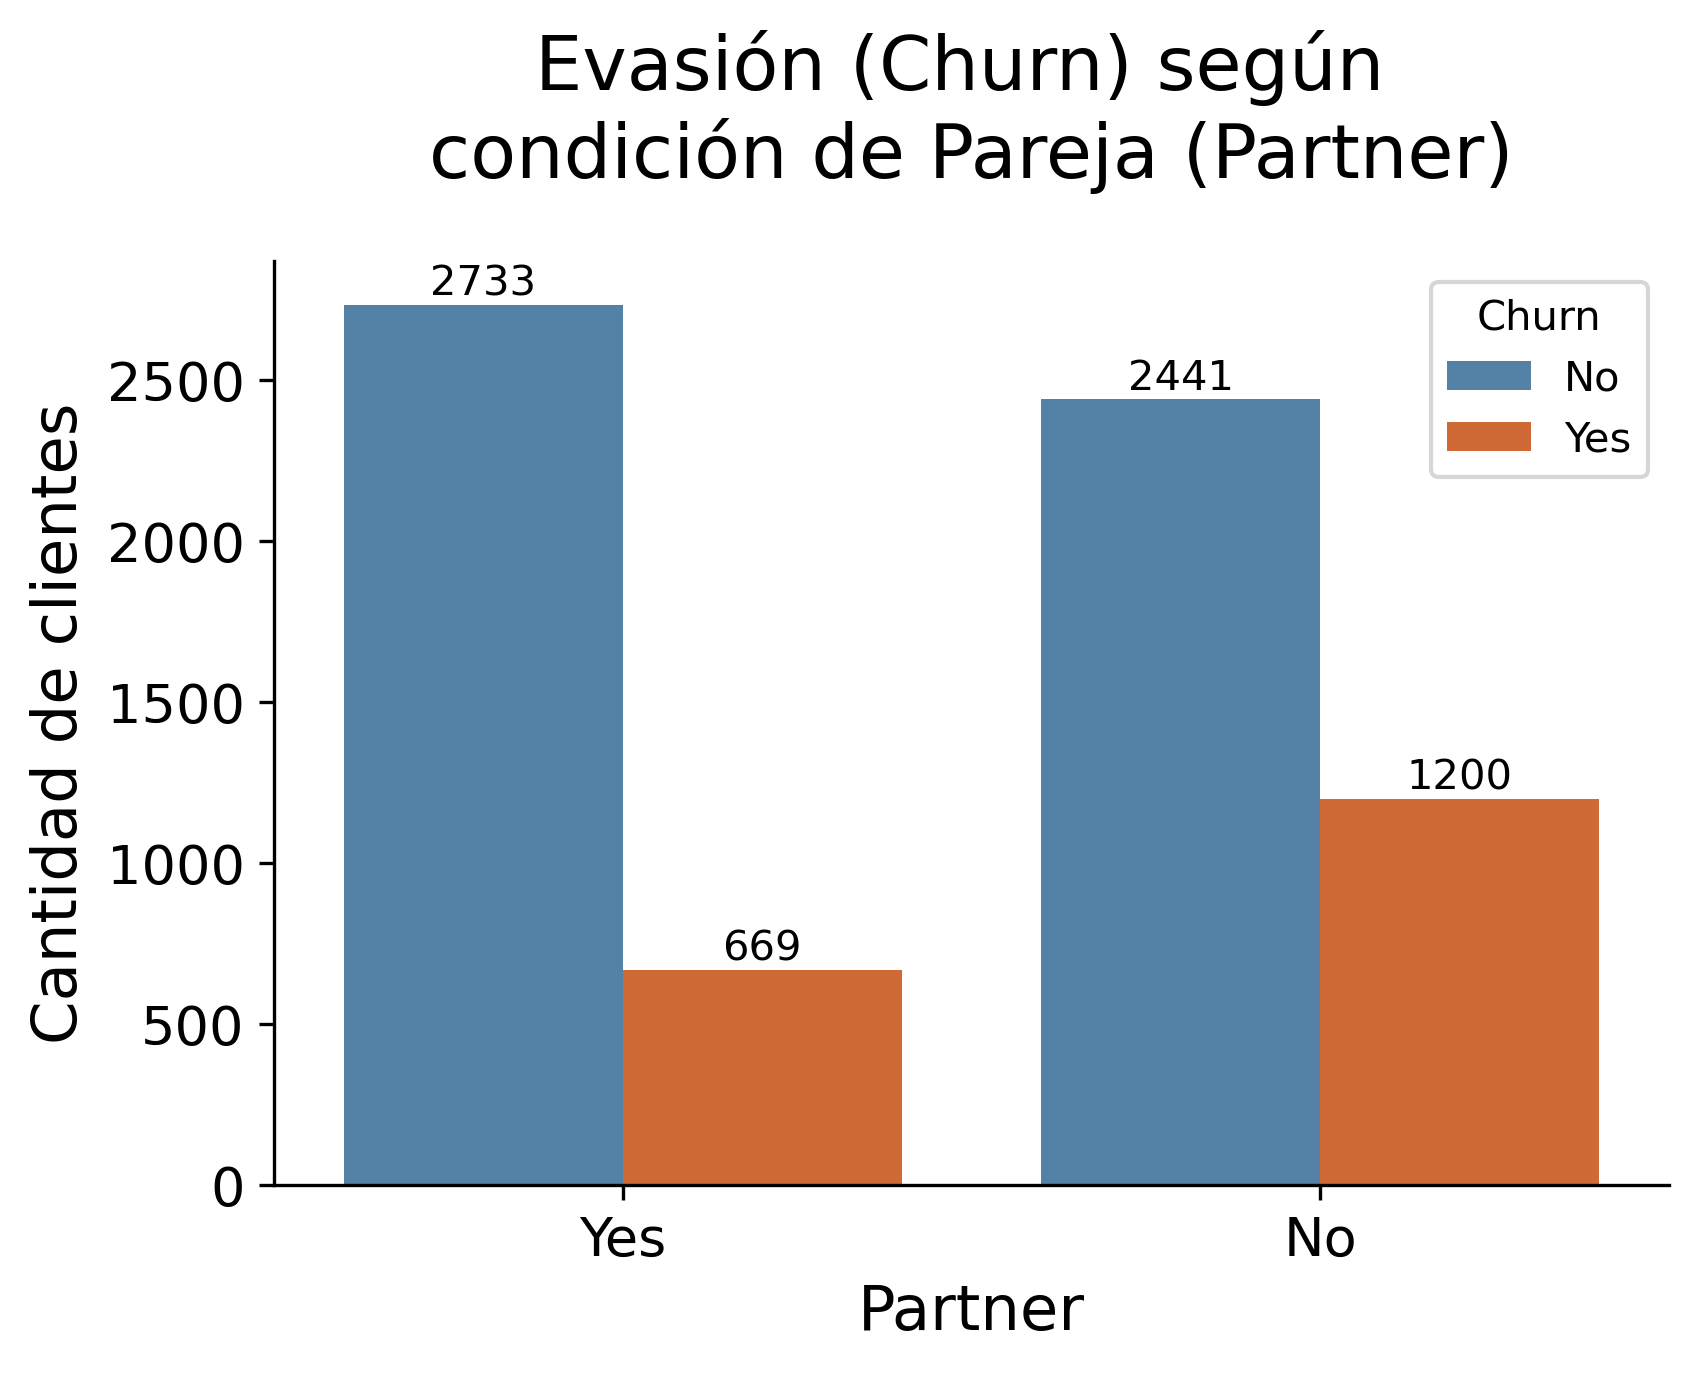 Evasión (Churn) según
condición de Pareja (Partner)
2733
2441
1200
669
Churn
No
Yes
Cantidad de clientes
2500
2000
1500
1000
500
0
Yes
No
Partner